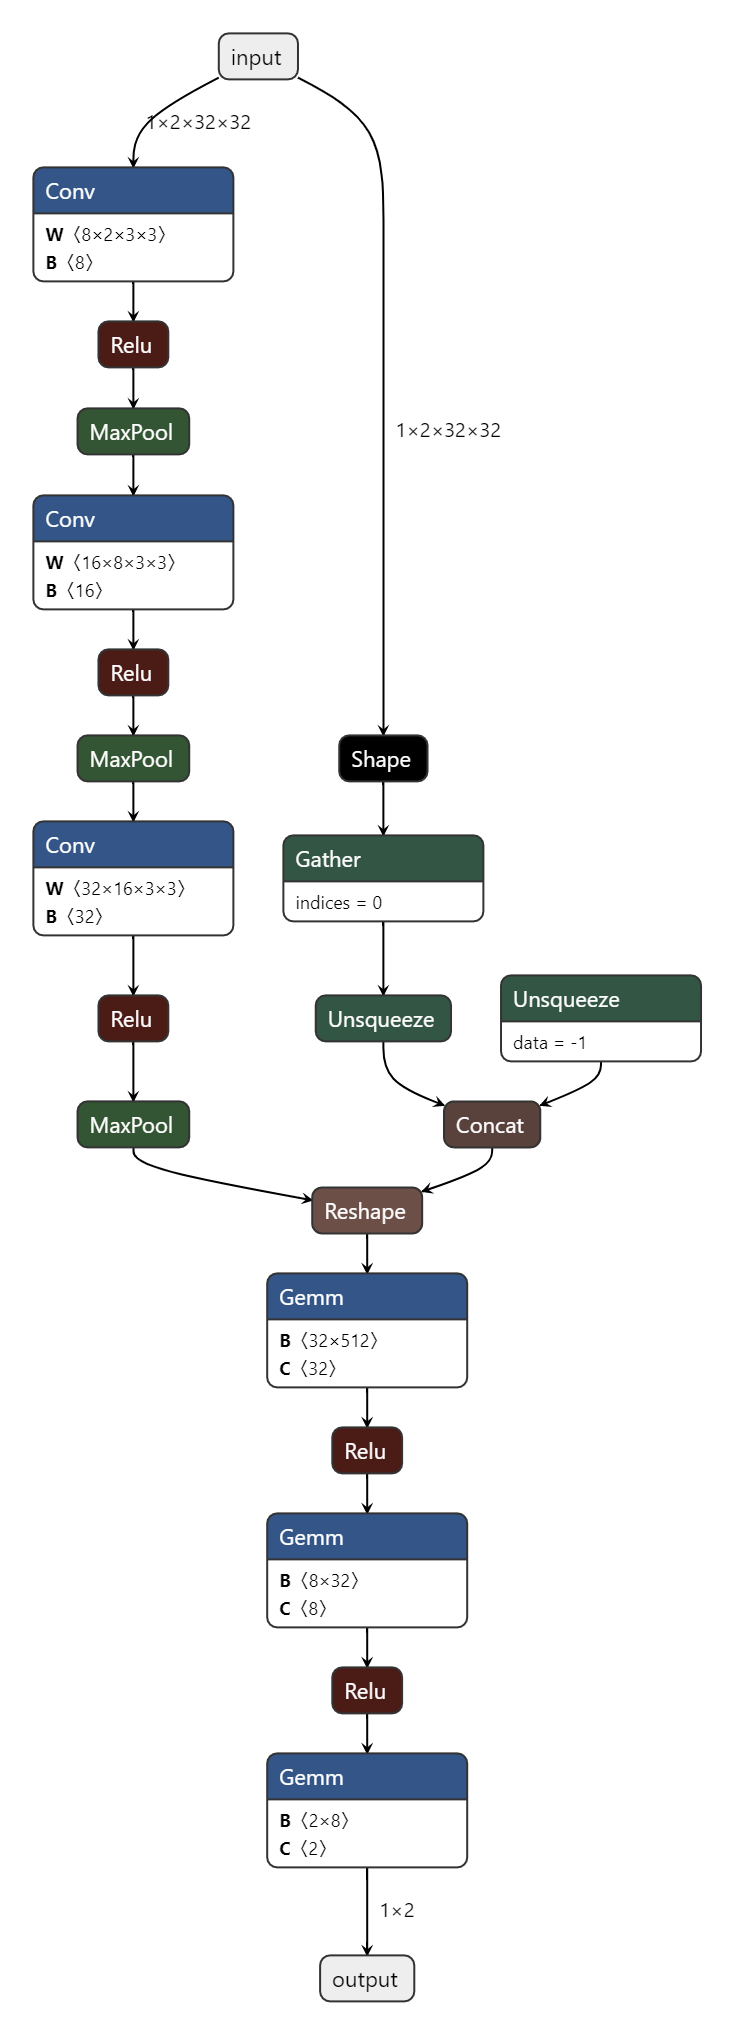 input
1×2×32×32
Conv
W 〈8×2×3×3〉
B 〈8〉
Relu
MaxPool
1×2×32×32
Conv
W 〈16×8×3×3〉
B 〈16〉
Relu
MaxPool
Shape
Conv
W 〈32×16×3×3〉
B 〈32〉
Gather
indices = 0
Relu
Unsqueeze
Unsqueeze
data = -1
MaxPool
Concat
Reshape
Gemm
B 〈32×512〉
C 〈32〉
Relu
Gemm
B 〈8×32〉
C 〈8〉
Relu
Gemm
B 〈2×8〉
C 〈2〉
1×2
output